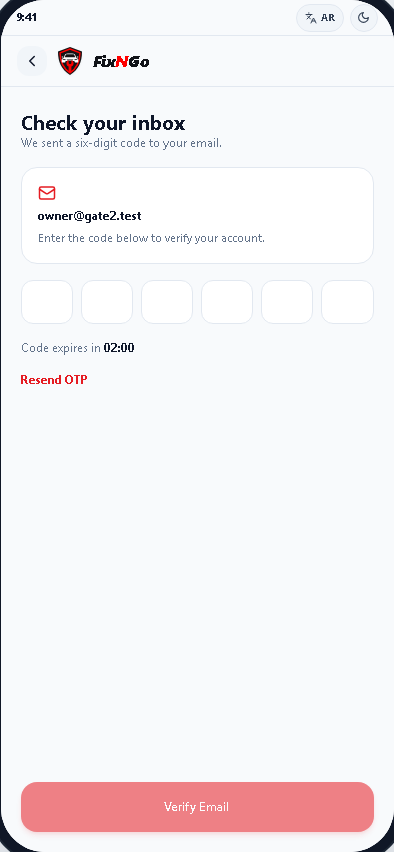 9:41
AR
FixNGo
Check your inbox
We sent a six-digit code to your email.
owner@gate2.test
Enter the code below to verify your account.
Code expires in 02:00
Resend OTP
Verify Email